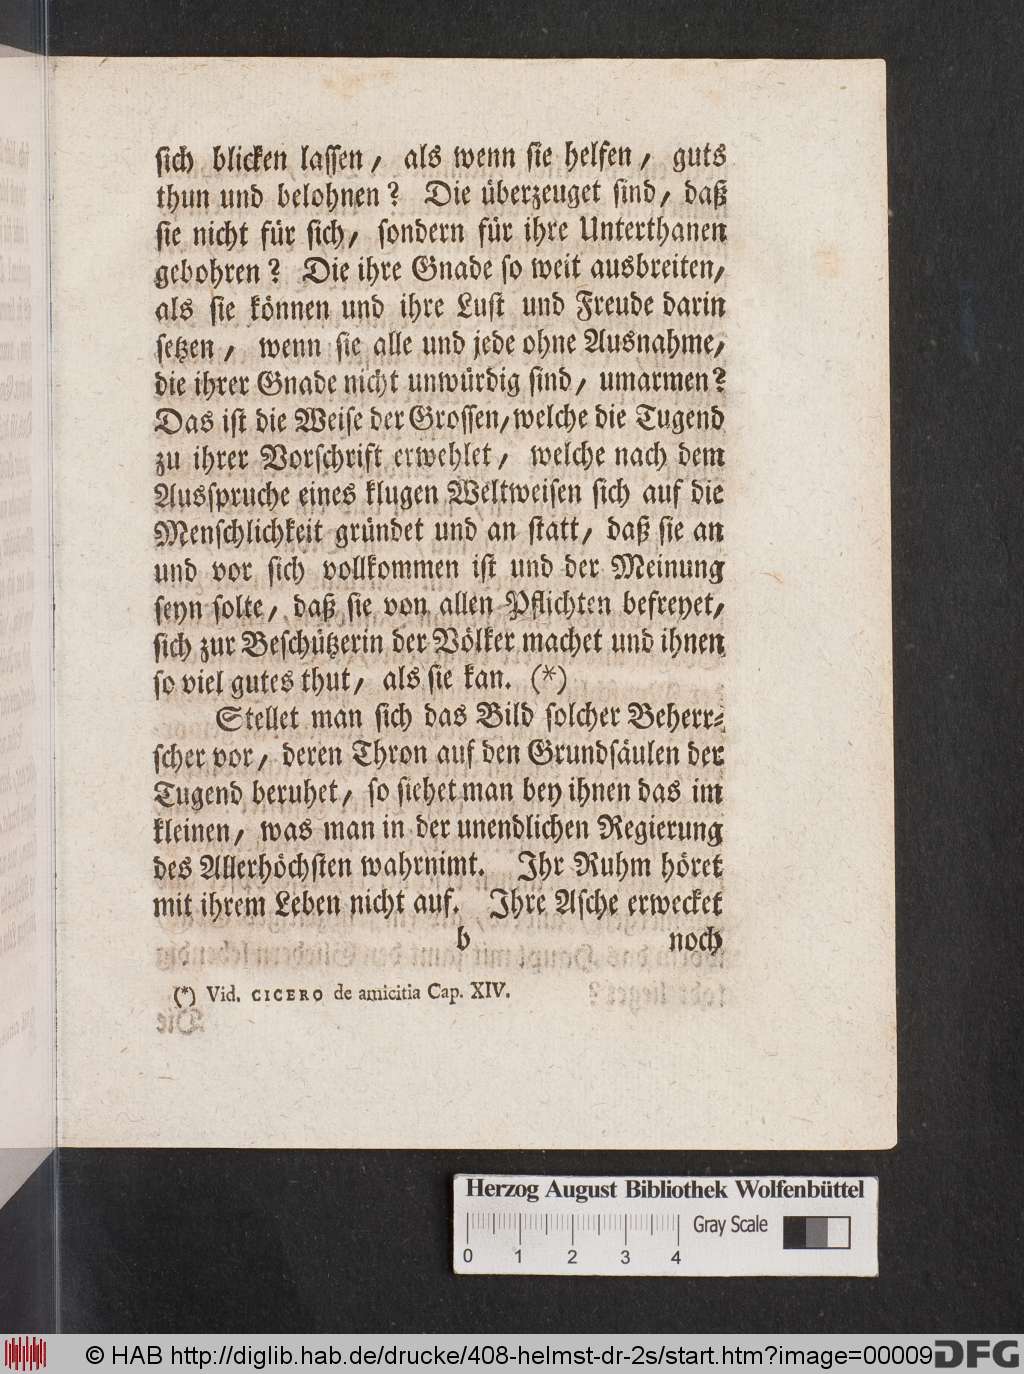 sich blicken lassen, als wenn sie helfen, guts
thun und belohnen? Die überzeuget sind, daß
sie nicht für sich, sondern für ihre Unterthanen
gebohren? Die ihre Gnade so weit ausbreiten,
als sie können und ihre Lust und Freude darin
setzen, wenn sie alle und jede ohne Ausnahme,
die ihrer Gnade nicht unwürdig sind, umarmen?
Das ist die Weise der Grossen, welche die Tugend
zu ihrer Vorschrift erwehlet, welche nach dem
Ausspruche eines klugen Weltweisen sich auf die
Menschlichkeit gründet und an statt, daß sie an
und vor sich vollkommen ist und der Meinung
seyn solte, daß sie von allen Pflichten befreyet,
sich zur Beschützerin der Völker machet und ihnen
so viel gutes thut, als sie kan. (*)
Stellet man sich das Bild solcher Beherr-
scher vor, deren Thron auf den Grundsäulen der
Tugend beruhet, so siehet man bey ihnen das im
kleinen, was man in der unendlichen Regierung
des Allerhöchsten wahrnimt. Ihr Ruhm höret
mit ihrem Leben nicht auf. Ihre Asche erwecket
b noch
(*) Vid. CICERO de amicitia Cap. XIV.
Herzog August Bibliothek Wolfenbüttel
Gray Scale
0 1 2 3 4
© HAB http://diglib.hab.de/drucke/408-helmst-dr-2s/start.htm?image=00009
DFG